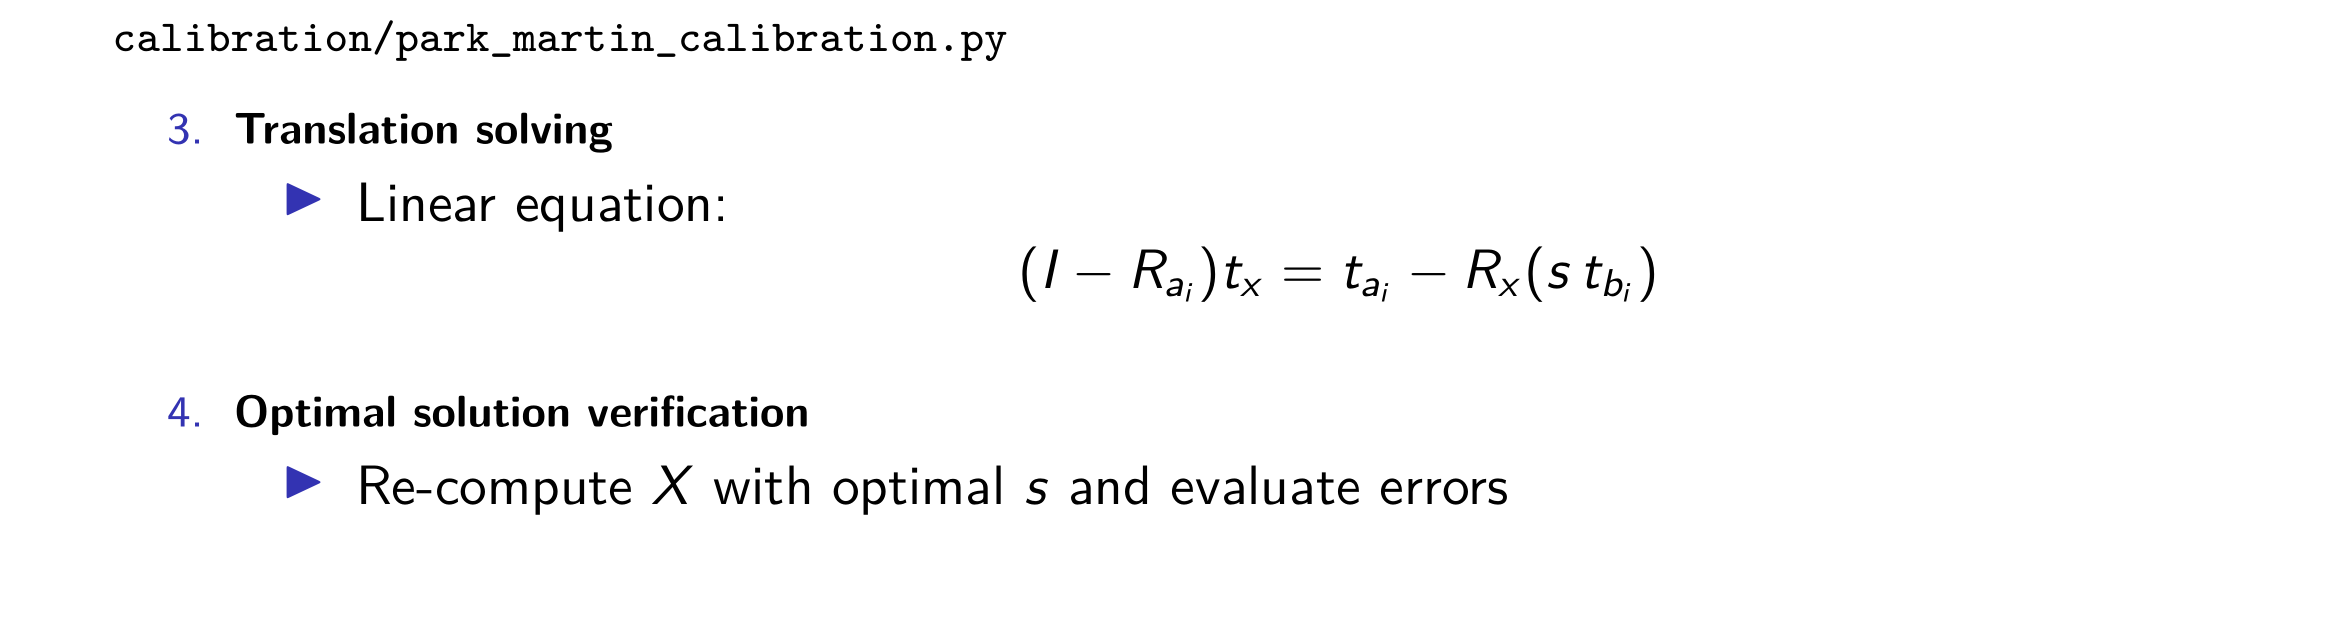 calibration/park_martin_calibration.py
3. Translation solving
▶ Linear equation:
(I − R_{a_i})t_x = t_{a_i} − R_x(s t_{b_i})
4. Optimal solution verification
▶ Re-compute X with optimal s and evaluate errors